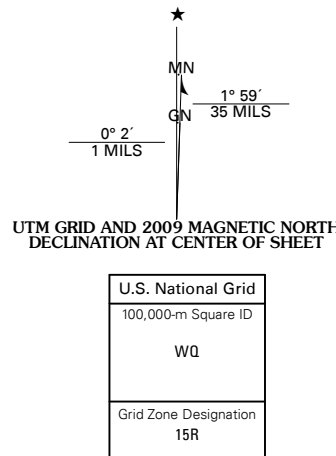 ★
MN
1° 59´
35 MILS
GN
0° 2´
1 MILS
UTM GRID AND 2009 MAGNETIC NORTH
DECLINATION AT CENTER OF SHEET
U.S. National Grid
100,000-m Square ID
WQ
Grid Zone Designation
15R